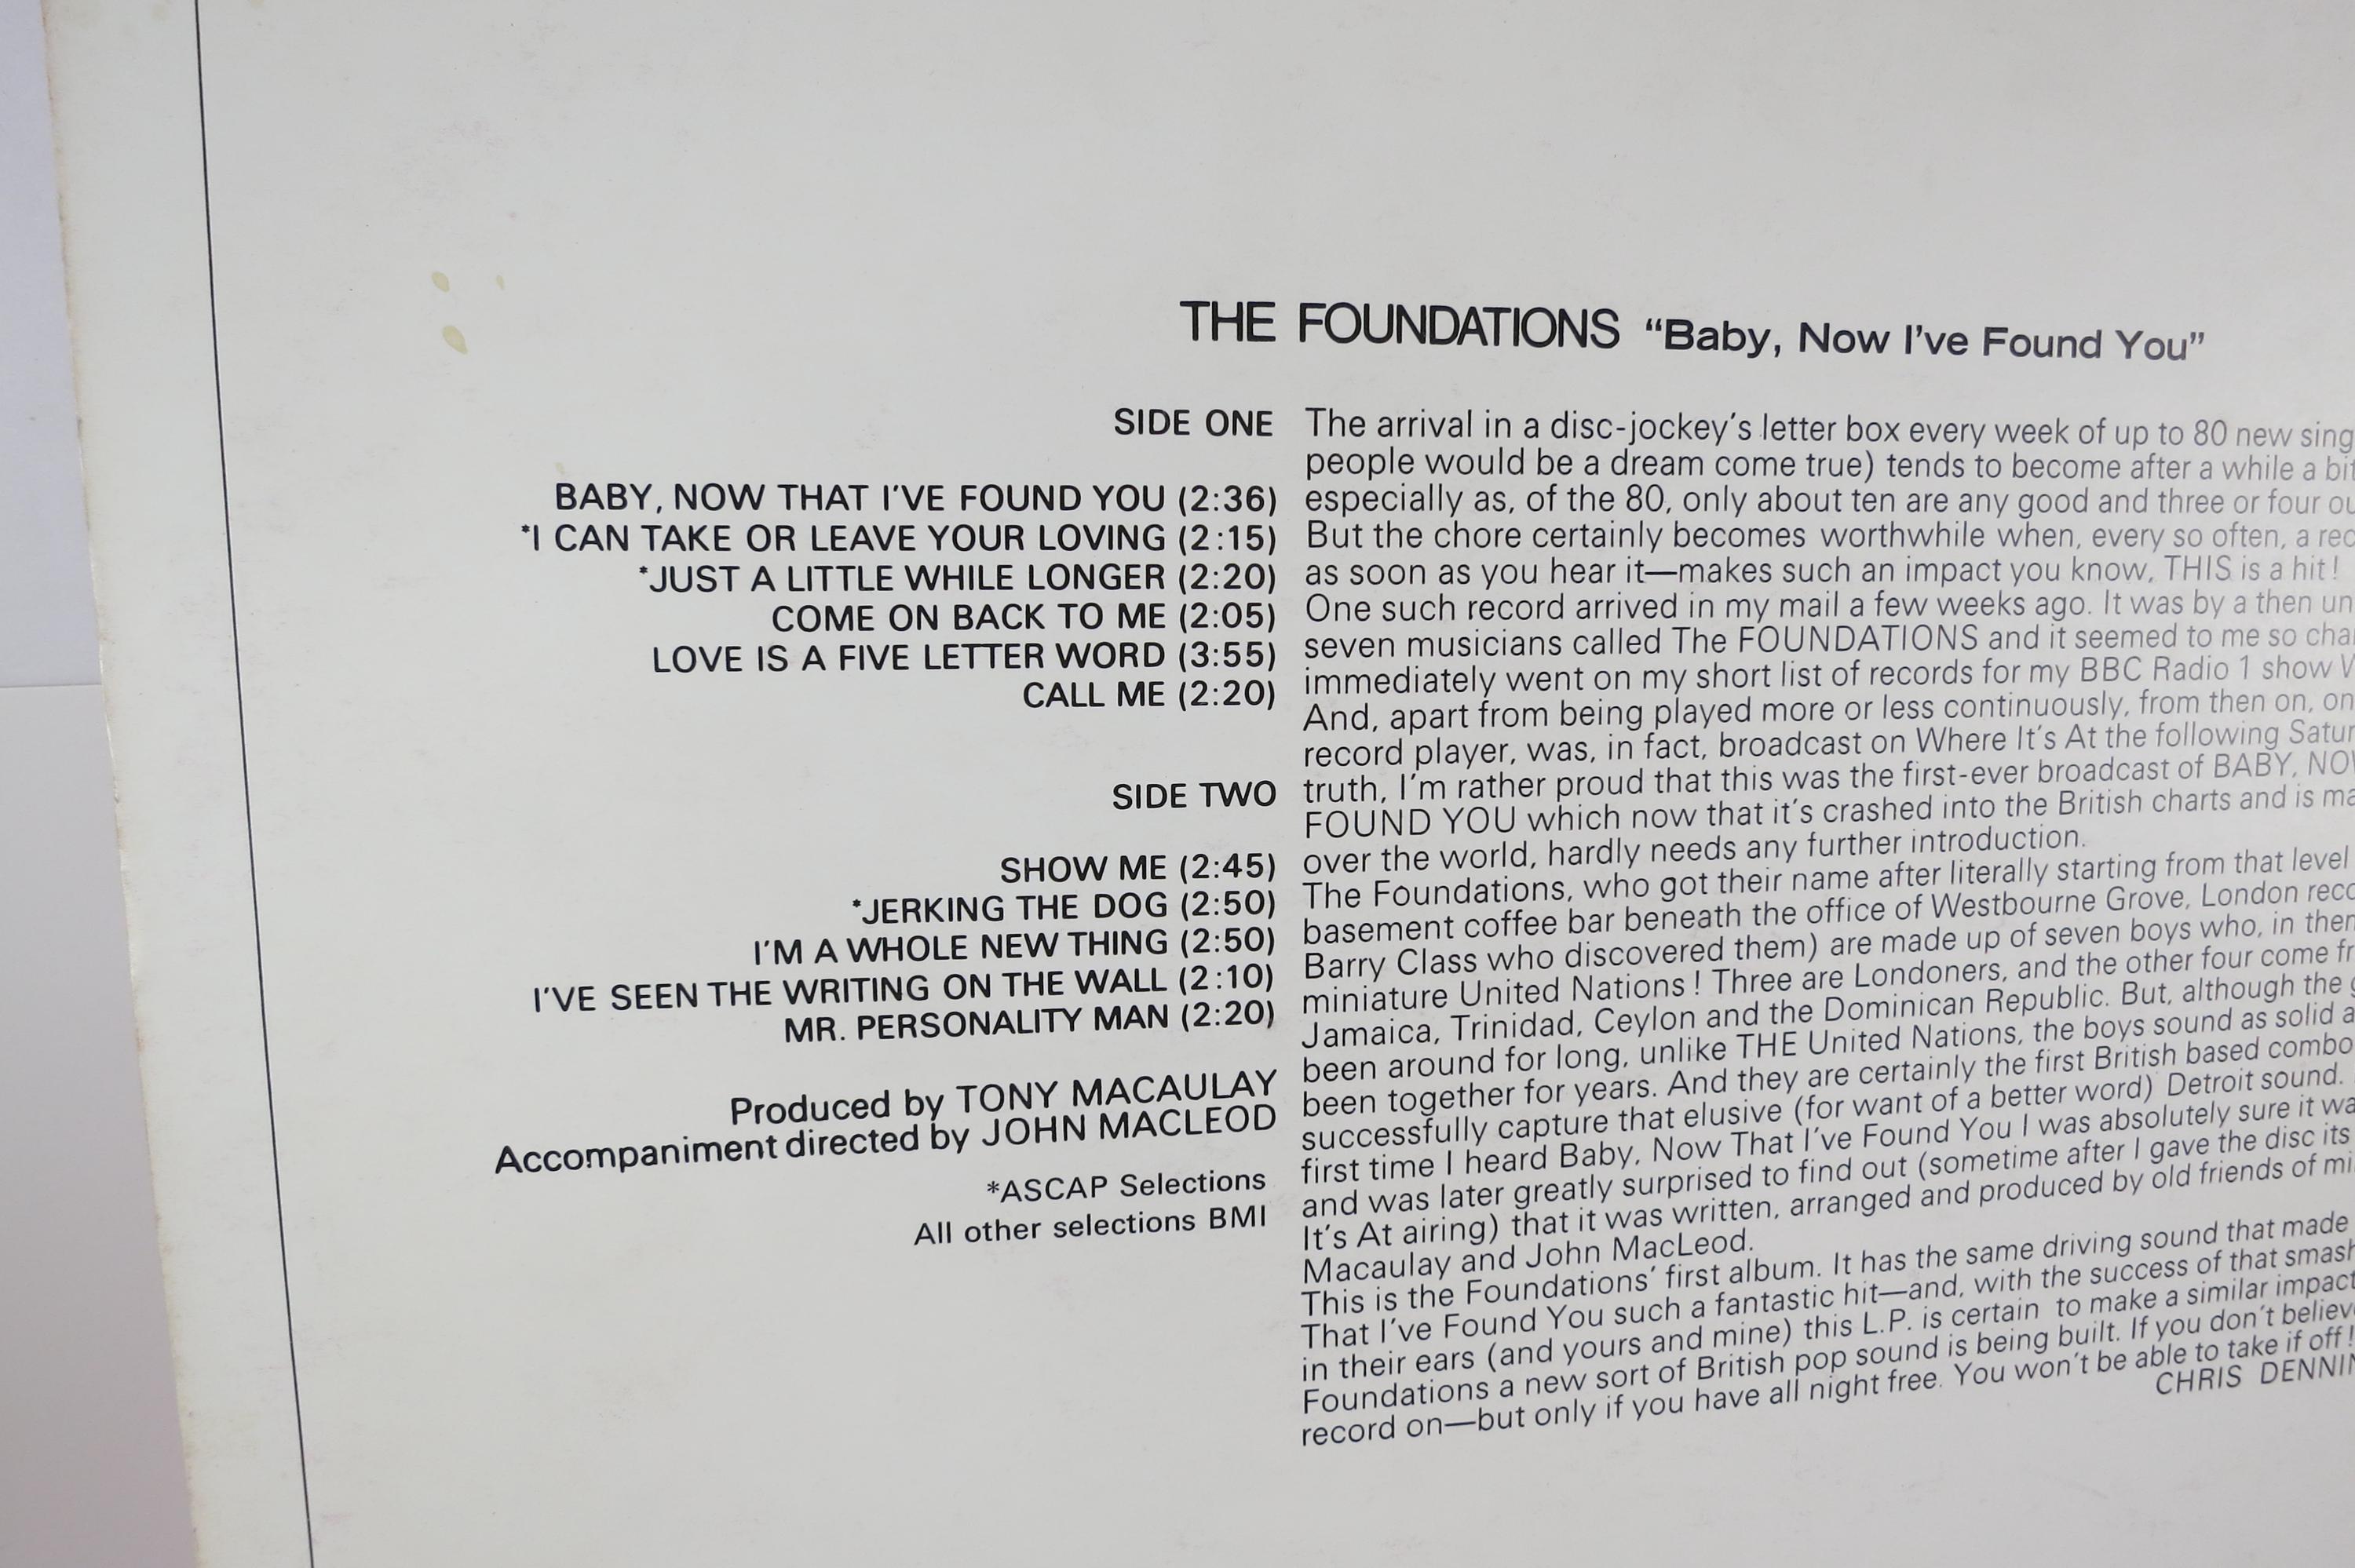 THE FOUNDATIONS “Baby, Now I've Found You”
SIDE ONE
BABY, NOW THAT I'VE FOUND YOU (2:36)
*I CAN TAKE OR LEAVE YOUR LOVING (2:15)
*JUST A LITTLE WHILE LONGER (2:20)
COME ON BACK TO ME (2:05)
LOVE IS A FIVE LETTER WORD (3:55)
CALL ME (2:20)
SIDE TWO
SHOW ME (2:45)
*JERKING THE DOG (2:50)
I'M A WHOLE NEW THING (2:50)
I'VE SEEN THE WRITING ON THE WALL (2:10)
MR. PERSONALITY MAN (2:20)
Produced by TONY MACAULAY
Accompaniment directed by JOHN MACLEOD
*ASCAP Selections
All other selections BMI
The arrival in a disc-jockey's letter box every week of up to 80 new
people would be a dream come true) tends to become after a while a
especially as, of the 80, only about ten are any good and three or four
But the chore certainly becomes worthwhile when, every so often, a
as soon as you hear it—makes such an impact you know, THIS is a hit!
One such record arrived in my mail a few weeks ago. It was by a then
seven musicians called The FOUNDATIONS and it seemed to me so
immediately went on my short list of records for my BBC Radio 1 show
And, apart from being played more or less continuously, from then on,
record player, was, in fact, broadcast on Where It's At the following
truth, I'm rather proud that this was the first-ever broadcast of BABY,
FOUND YOU which now that it's crashed into the British charts and is
over the world, hardly needs any further introduction.
The Foundations, who got their name after literally starting from that level
basement coffee bar beneath the office of Westbourne Grove, London
Barry Class who discovered them) are made up of seven boys who, in
miniature United Nations! Three are Londoners, and the other four come
Jamaica, Trinidad, Ceylon and the Dominican Republic. But, although the
been around for long, unlike THE United Nations, the boys sound as solid
been together for years. And they are certainly the first British based combo
successfully capture that elusive (for want of a better word) Detroit sound.
first time I heard Baby, Now That I've Found You I was absolutely sure it
and was later greatly surprised to find out (sometime after I gave the disc its
It's At airing) that it was written, arranged and produced by old friends of
Macaulay and John MacLeod.
This is the Foundations' first album. It has the same driving sound that made
That I've Found You such a fantastic hit—and, with the success of that
in their ears (and yours and mine) this L.P. is certain to make a similar impact
Foundations a new sort of British pop sound is being built. If you don't
record on—but only if you have all night free. You won't be able to take if off!
CHRIS